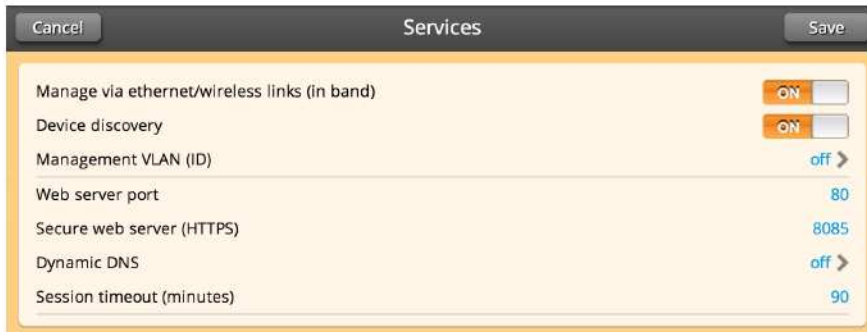 Cancel Services Save
Manage via ethernet/wireless links (in band) ON
Device discovery ON
Management VLAN (ID) off
Web server port 80
Secure web server (HTTPS) 8085
Dynamic DNS off
Session timeout (minutes) 90